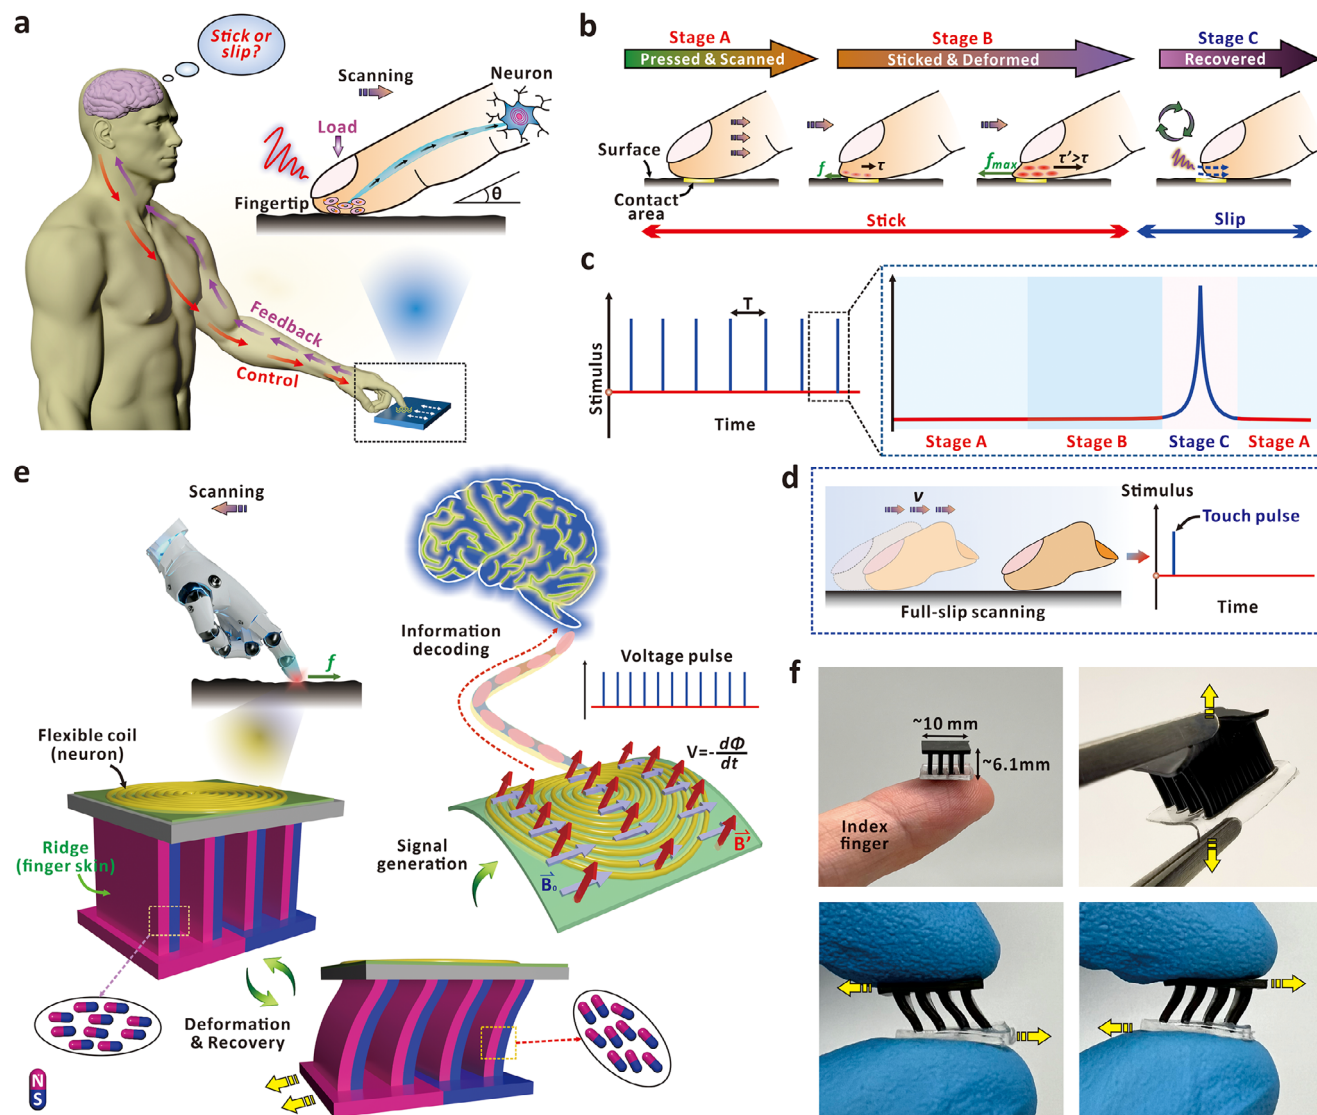 a
Stick or
slip?
Scanning
Neuron
Load
Fingertip
θ
Feedback
Control
b
Stage A
Stage B
Stage C
Pressed & Scanned
Sticked & Deformed
Recovered
Surface
f
τ
fmax
τ'>τ
Contact
area
Stick
Slip
c
T
Stimulus
Time
Stage A
Stage B
Stage C
Stage A
d
v
Stimulus
Touch pulse
Full-slip scanning
Time
e
Scanning
f
Information
decoding
Voltage pulse
Flexible coil
(neuron)
V=-dΦ/dt
Ridge
(finger skin)
Signal
generation
B₀
B'
Deformation
& Recovery
N
S
f
~10 mm
~6.1mm
Index
finger